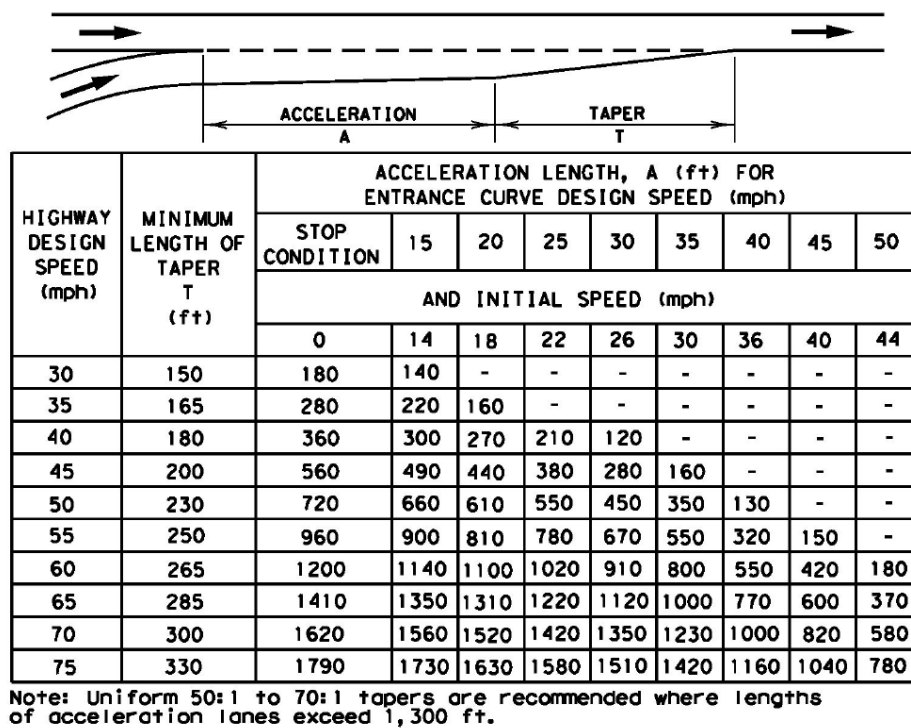 ACCELERATION
A
TAPER
T
HIGHWAY
DESIGN
SPEED
(mph)
MINIMUM
LENGTH OF
TAPER
T
(ft)
ACCELERATION LENGTH, A (ft) FOR
ENTRANCE CURVE DESIGN SPEED (mph)
STOP
CONDITION
15 20 25 30 35 40 45 50
AND INITIAL SPEED (mph)
0 14 18 22 26 30 36 40 44
30 150 180 140 - - - - - - -
35 165 280 220 160 - - - - - -
40 180 360 300 270 210 120 - - - -
45 200 560 490 440 380 280 160 - - -
50 230 720 660 610 550 450 350 130 - -
55 250 960 900 810 780 670 550 320 150 -
60 265 1200 1140 1100 1020 910 800 550 420 180
65 285 1410 1350 1310 1220 1120 1000 770 600 370
70 300 1620 1560 1520 1420 1350 1230 1000 820 580
75 330 1790 1730 1630 1580 1510 1420 1160 1040 780
Note: Uniform 50:1 to 70:1 tapers are recommended where lengths
of acceleration lanes exceed 1,300 ft.